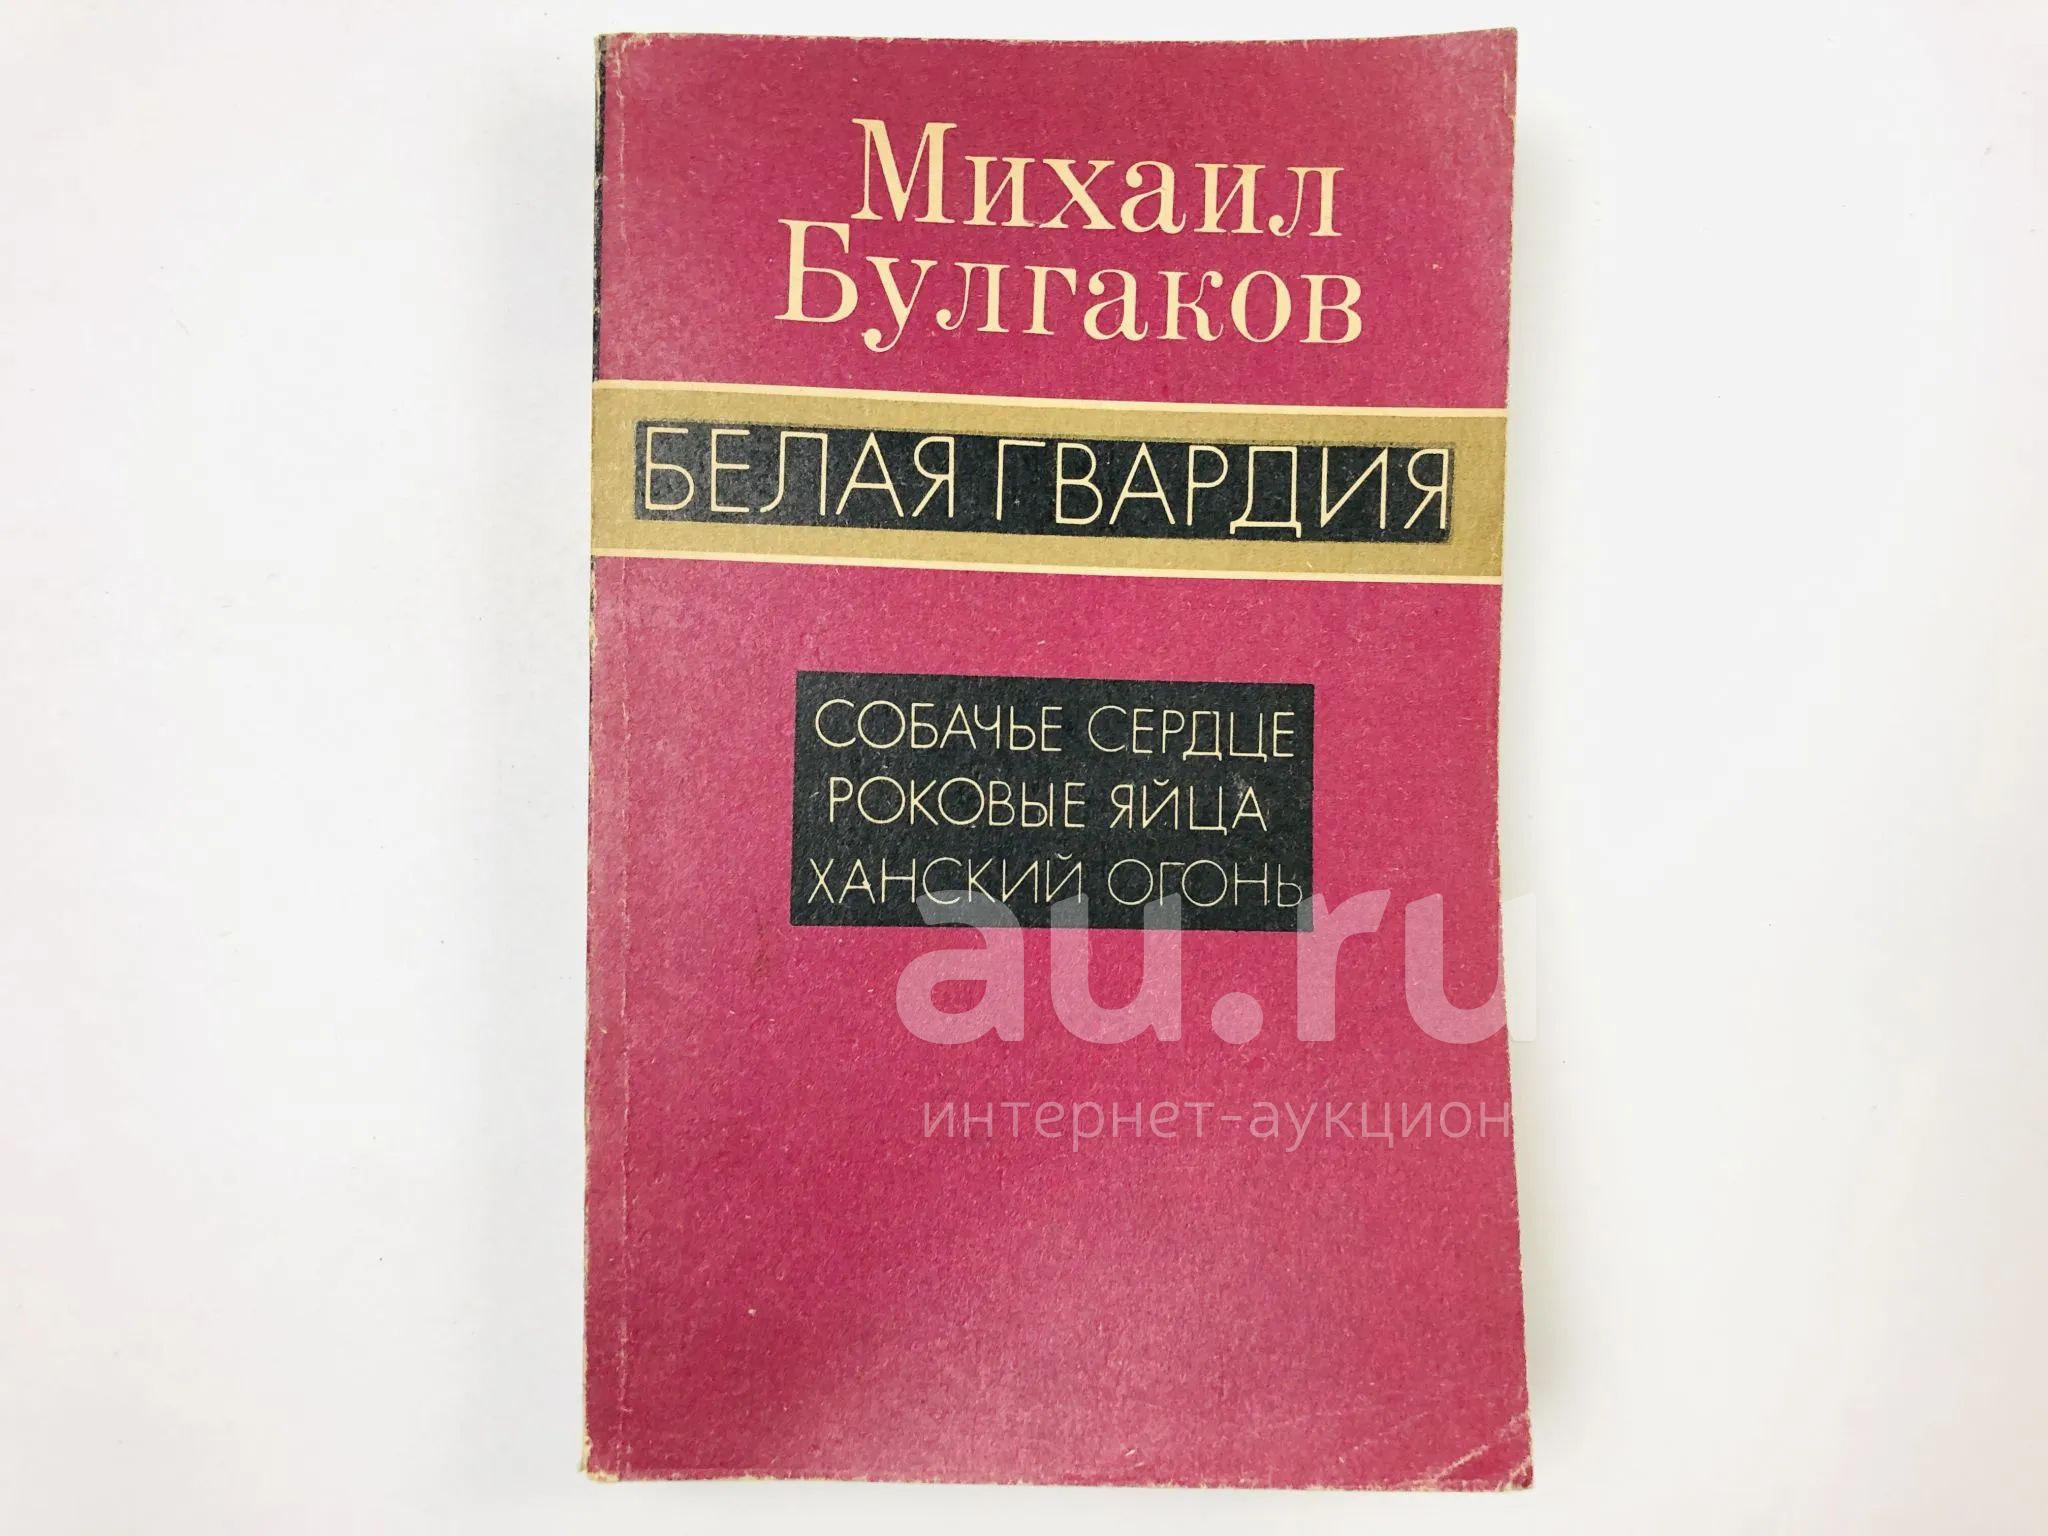 Михаил
Булгаков
БЕЛАЯ ГВАРДИЯ
СОБАЧЬЕ СЕРДЦЕ
РОКОВЫЕ ЯЙЦА
ХАНСКИЙ ОГОНЬ
au.ru
интернет-аукцион